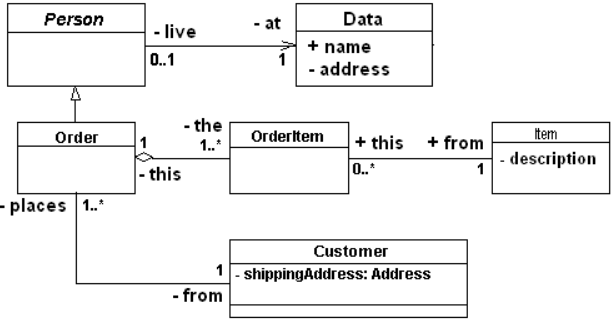 Person
- live
- at
Data
0..1
1
+ name
- address
Order
1
- the
1..*
- this
OrderItem
+ this
0..*
+ from
1
Item
- description
- places
1..*
Customer
1
- shippingAddress: Address
- from